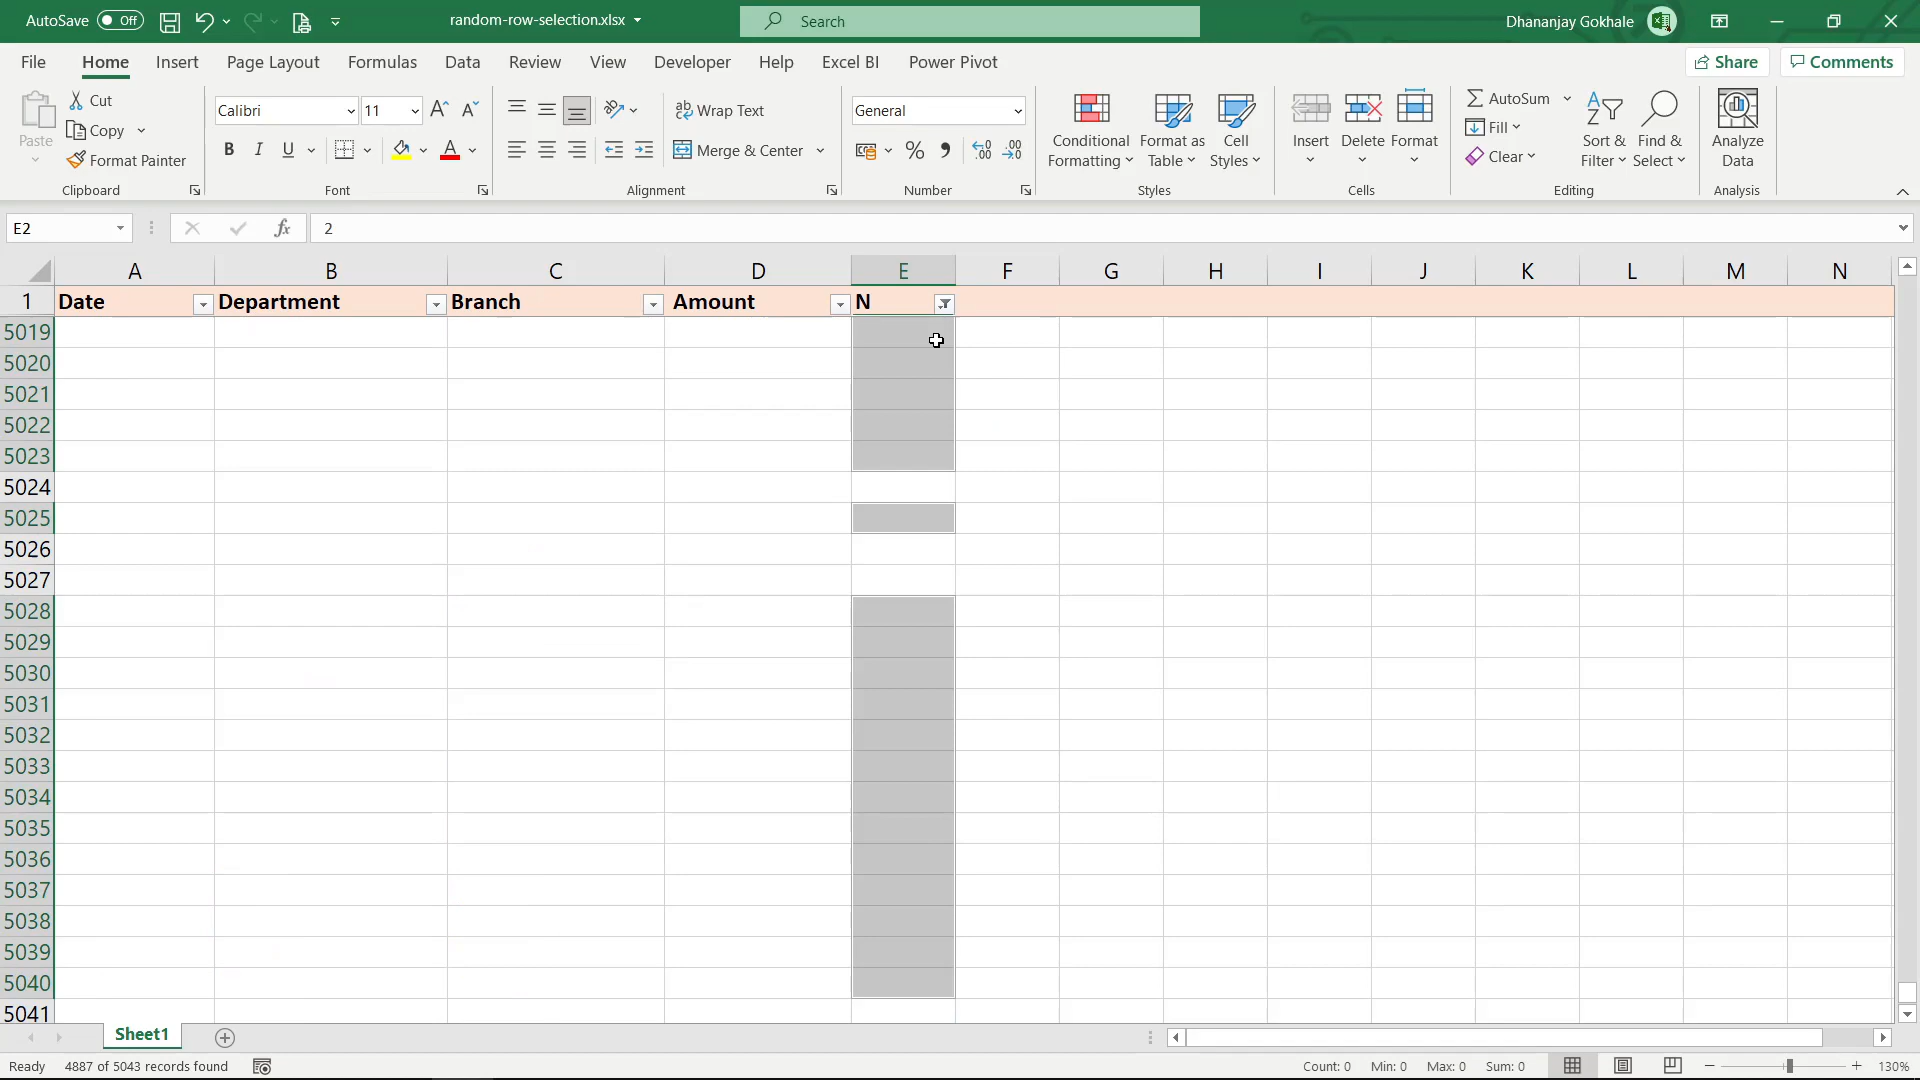 AutoSave Off random-row-selection.xlsx Search Dhananjay Gokhale
File Home Insert Page Layout Formulas Data Review View Developer Help Excel BI Power Pivot Share Comments
Paste Cut Copy Format Painter Clipboard
Calibri 11 B I U A Font
ab Wrap Text Merge & Center Alignment
General % Number
Conditional Formatting Format as Table Cell Styles Styles
Insert Delete Format Cells
AutoSum Fill Clear Sort & Filter Find & Select Editing
Analyze Data Analysis
E2 fx 2
A B C D E F G H I J K L M N
1 Date Department Branch Amount N
5019
5020
5021
5022
5023
5024
5025
5026
5027
5028
5029
5030
5031
5032
5033
5034
5035
5036
5037
5038
5039
5040
5041
Sheet1
Ready 4887 of 5043 records found Count: 0 Min: 0 Max: 0 Sum: 0 130%